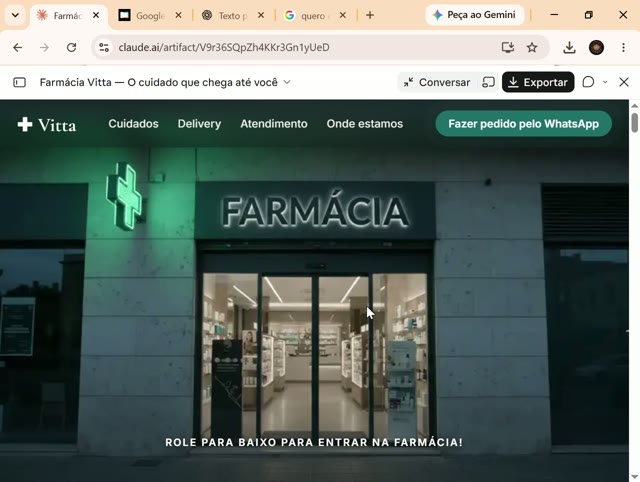 Farmác
Google
Texto p
quero
Peça ao Gemini
claude.ai/artifact/V9r36SQpZh4KKr3Gn1yUeD
Farmácia Vitta — O cuidado que chega até você
Conversar
Exportar
Vitta
Cuidados
Delivery
Atendimento
Onde estamos
Fazer pedido pelo WhatsApp
FARMÁCIA
ROLE PARA BAIXO PARA ENTRAR NA FARMÁCIA!